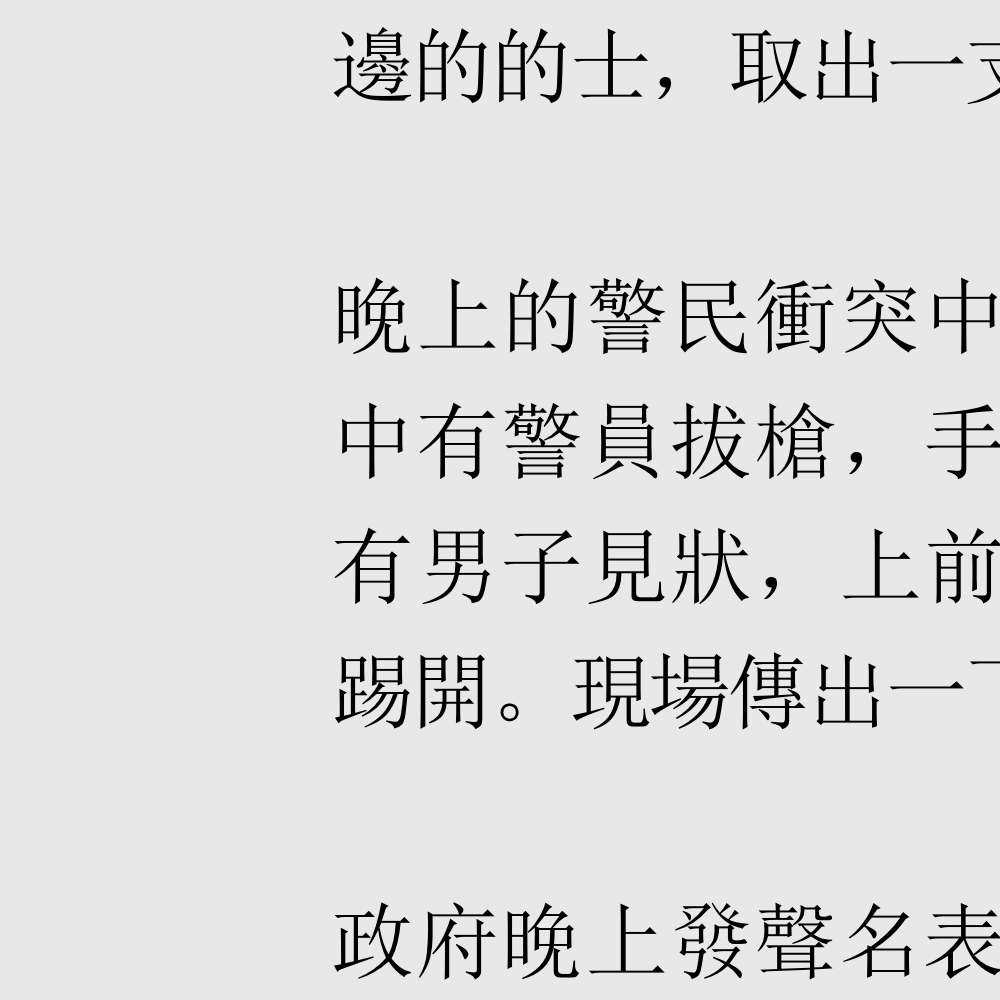 邊的的士，取出一支
晚上的警民衝突中
中有警員拔槍，手
有男子見狀，上前
踢開。現場傳出一
政府晚上發聲名表